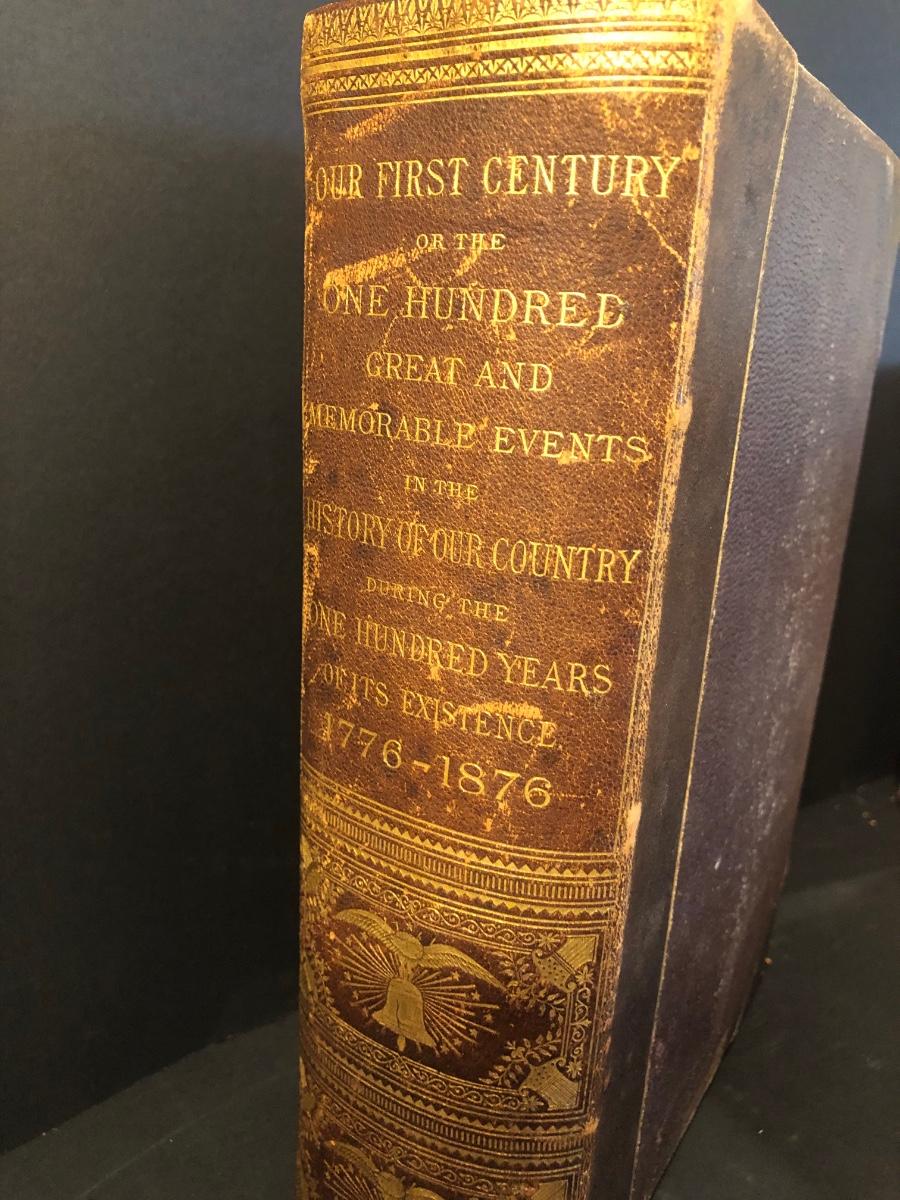 OUR FIRST CENTURY
OR THE
ONE HUNDRED
GREAT AND
MEMORABLE EVENTS
IN THE
HISTORY OF OUR COUNTRY
DURING THE
ONE HUNDRED YEARS
OF ITS EXISTENCE.
1776-1876